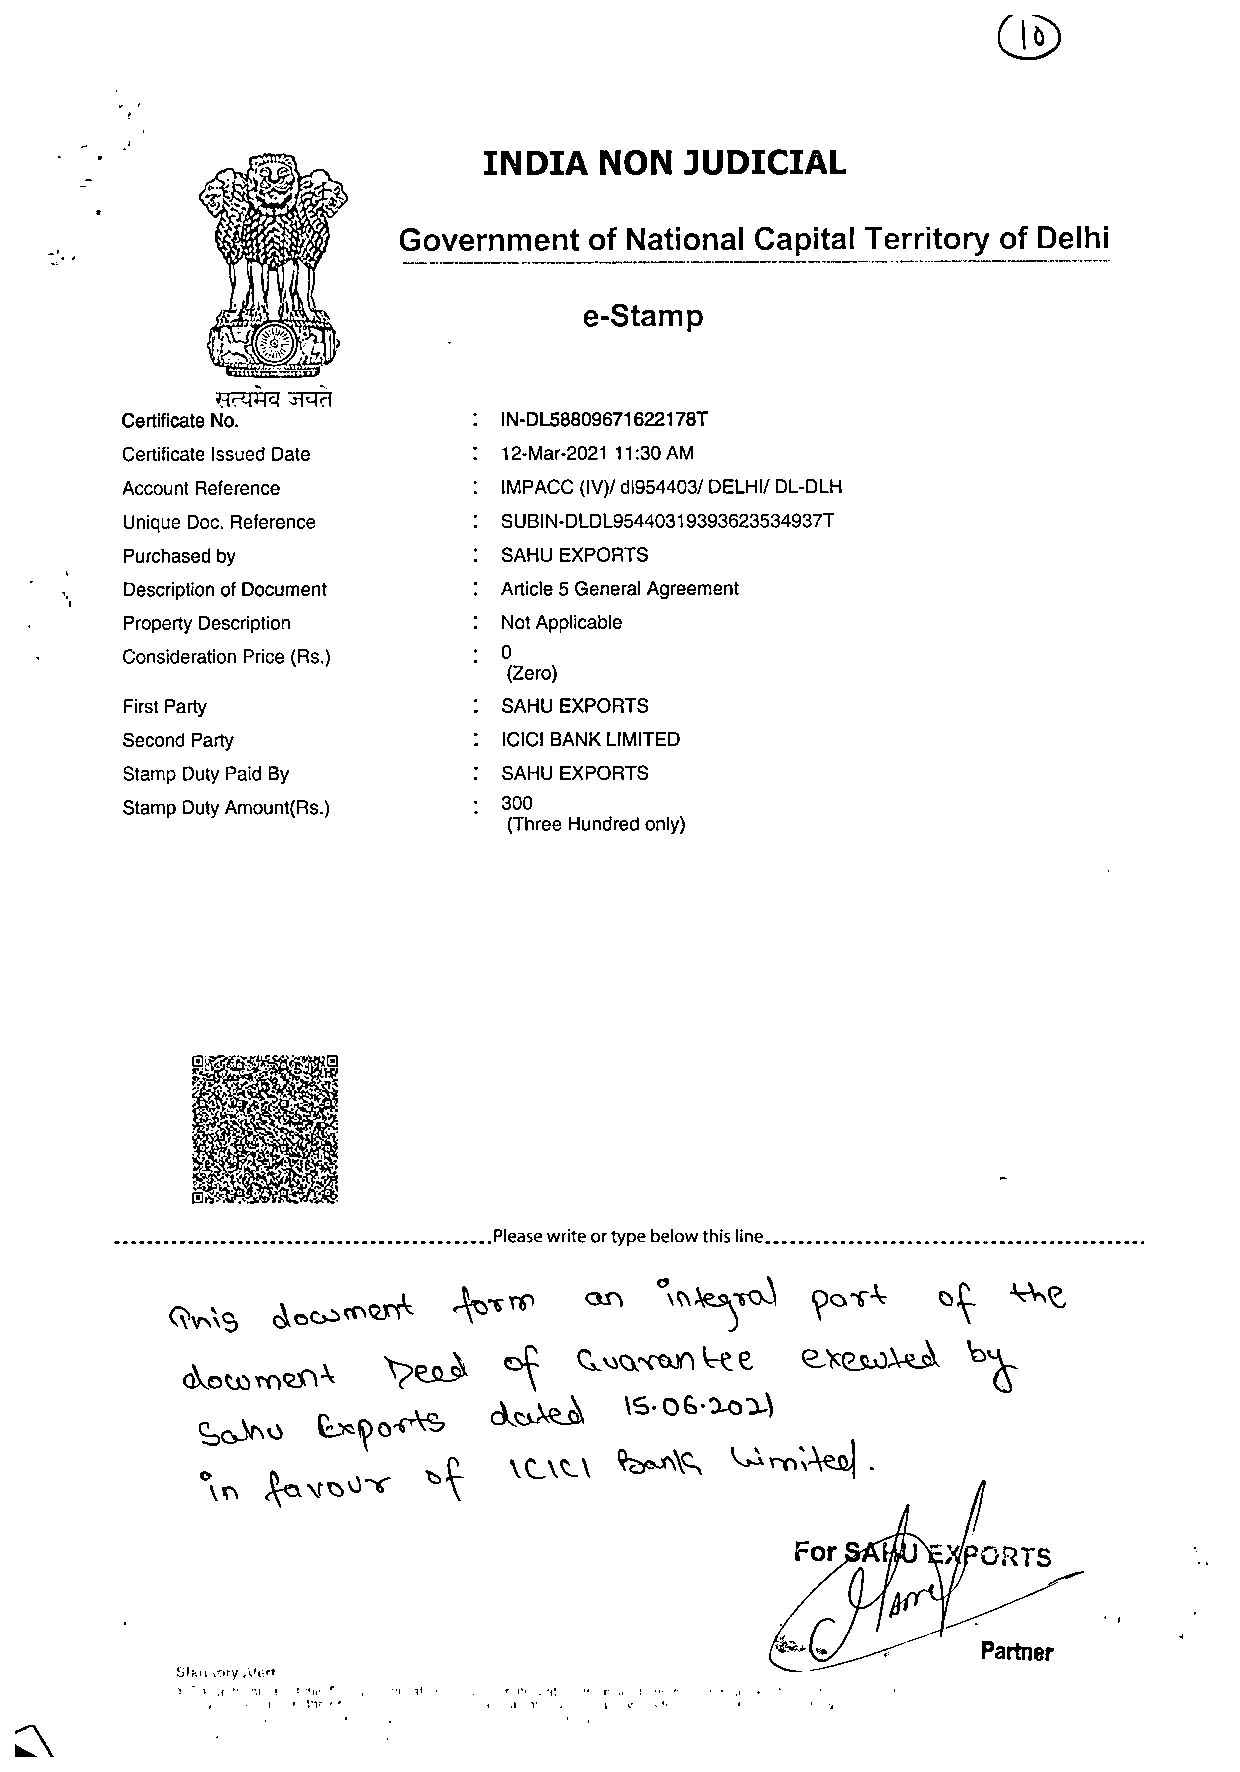 10
INDIA NON JUDICIAL
Government of National Capital Territory of Delhi
e-Stamp
सत्यमेव जयते
Certificate No. : IN-DL58809671622178T
Certificate Issued Date : 12-Mar-2021 11:30 AM
Account Reference : IMPACC (IV)/ dl954403/ DELHI/ DL-DLH
Unique Doc. Reference : SUBIN-DLDL95440319393623534937T
Purchased by : SAHU EXPORTS
Description of Document : Article 5 General Agreement
Property Description : Not Applicable
Consideration Price (Rs.) : 0
(Zero)
First Party : SAHU EXPORTS
Second Party : ICICI BANK LIMITED
Stamp Duty Paid By : SAHU EXPORTS
Stamp Duty Amount(Rs.) : 300
(Three Hundred only)
Please write or type below this line
This document form an integral part of the
document Deed of Guarantee executed by
Sahu Exports dated 15.06.2021
in favour of ICICI Bank Limited.
For SAHU EXPORTS
Partner